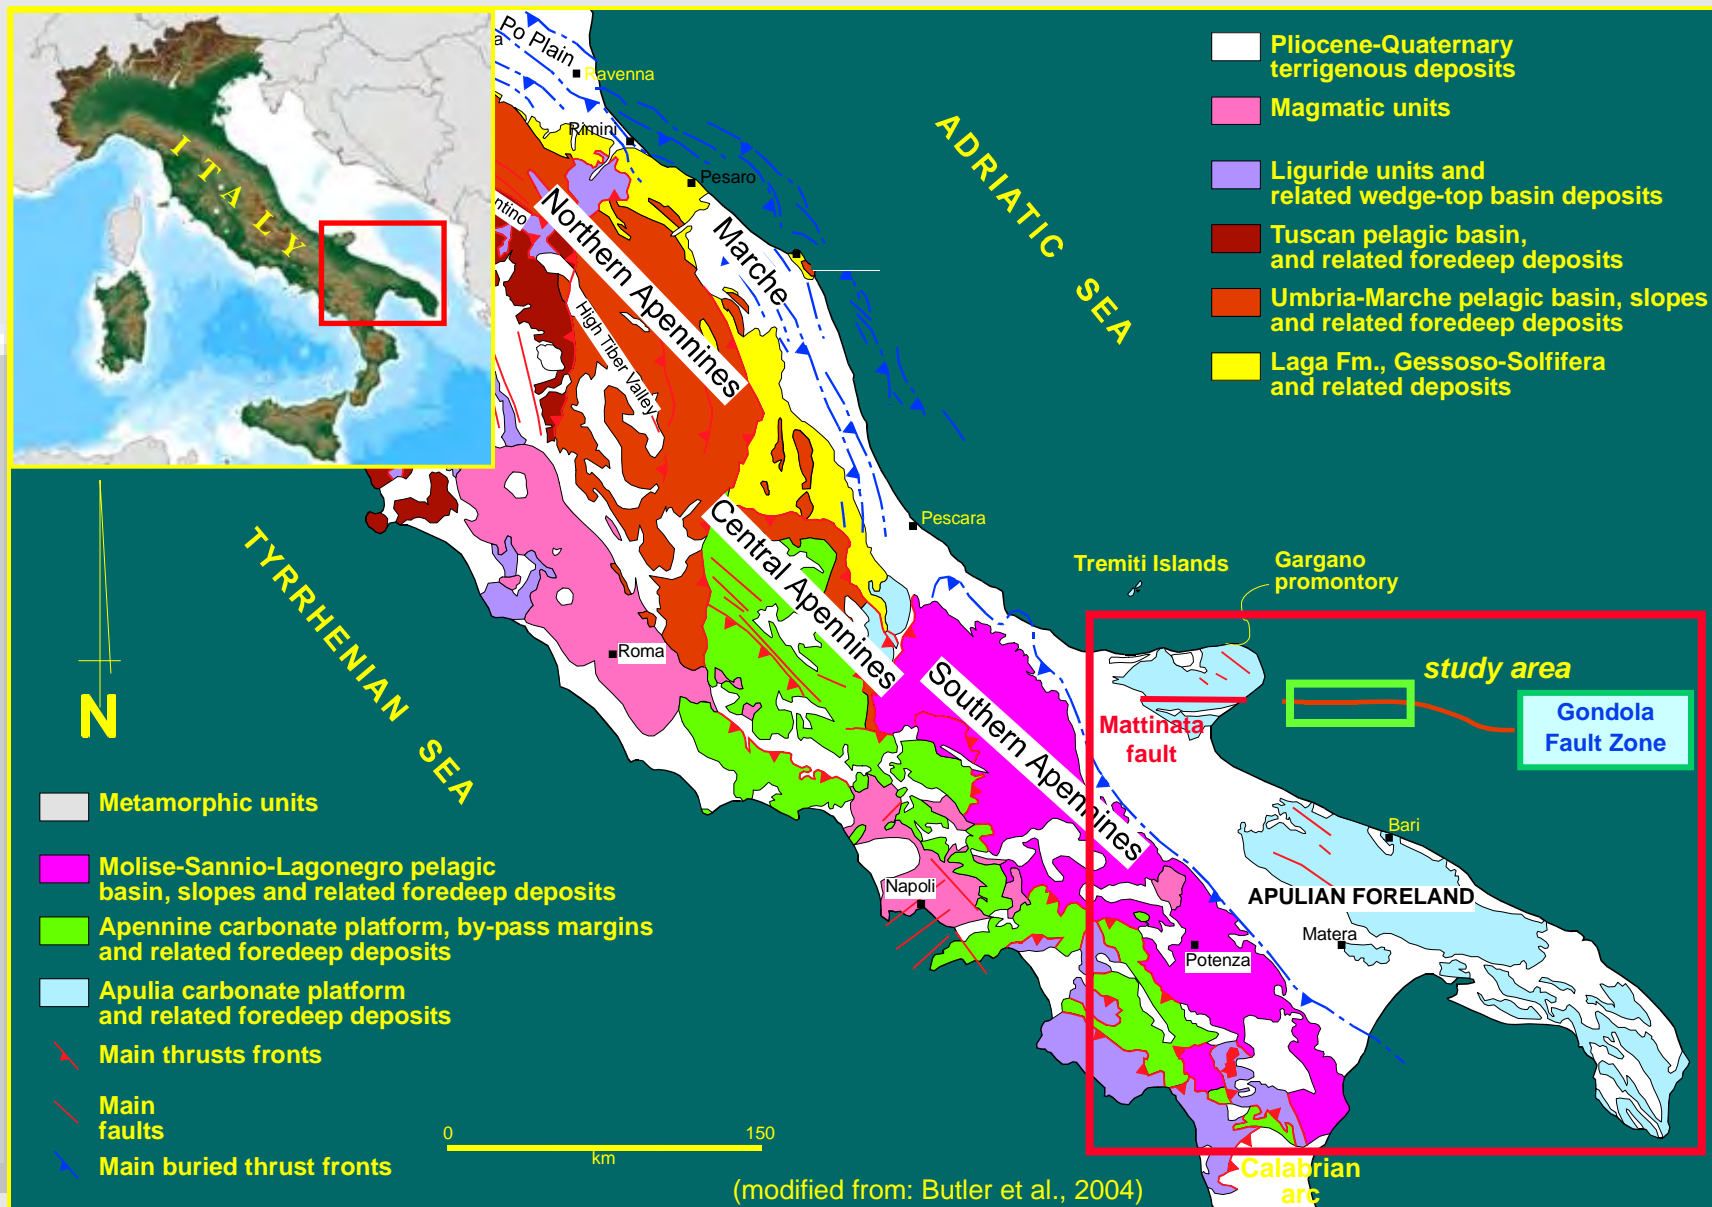 ITALY
a
Po Plain
Ravenna
Rimini
Pesaro
ntino
Northern Apennines
Marche
High Tiber Valley
ADRIATIC SEA
Pliocene-Quaternary
terrigenous deposits
Magmatic units
Liguride units and
related wedge-top basin deposits
Tuscan pelagic basin,
and related foredeep deposits
Umbria-Marche pelagic basin, slopes
and related foredeep deposits
Laga Fm., Gessoso-Solfifera
and related deposits
Central Apennines
Pescara
Tremiti Islands
Gargano
promontory
TYRRHENIAN SEA
Roma
Southern Apennines
study area
Mattinata
fault
Gondola
Fault Zone
N
Bari
Napoli
APULIAN FORELAND
Matera
Potenza
Metamorphic units
Molise-Sannio-Lagonegro pelagic
basin, slopes and related foredeep deposits
Apennine carbonate platform, by-pass margins
and related foredeep deposits
Apulia carbonate platform
and related foredeep deposits
Main thrusts fronts
Main
faults
Main buried thrust fronts
0 150
km
Calabrian
arc
(modified from: Butler et al., 2004)